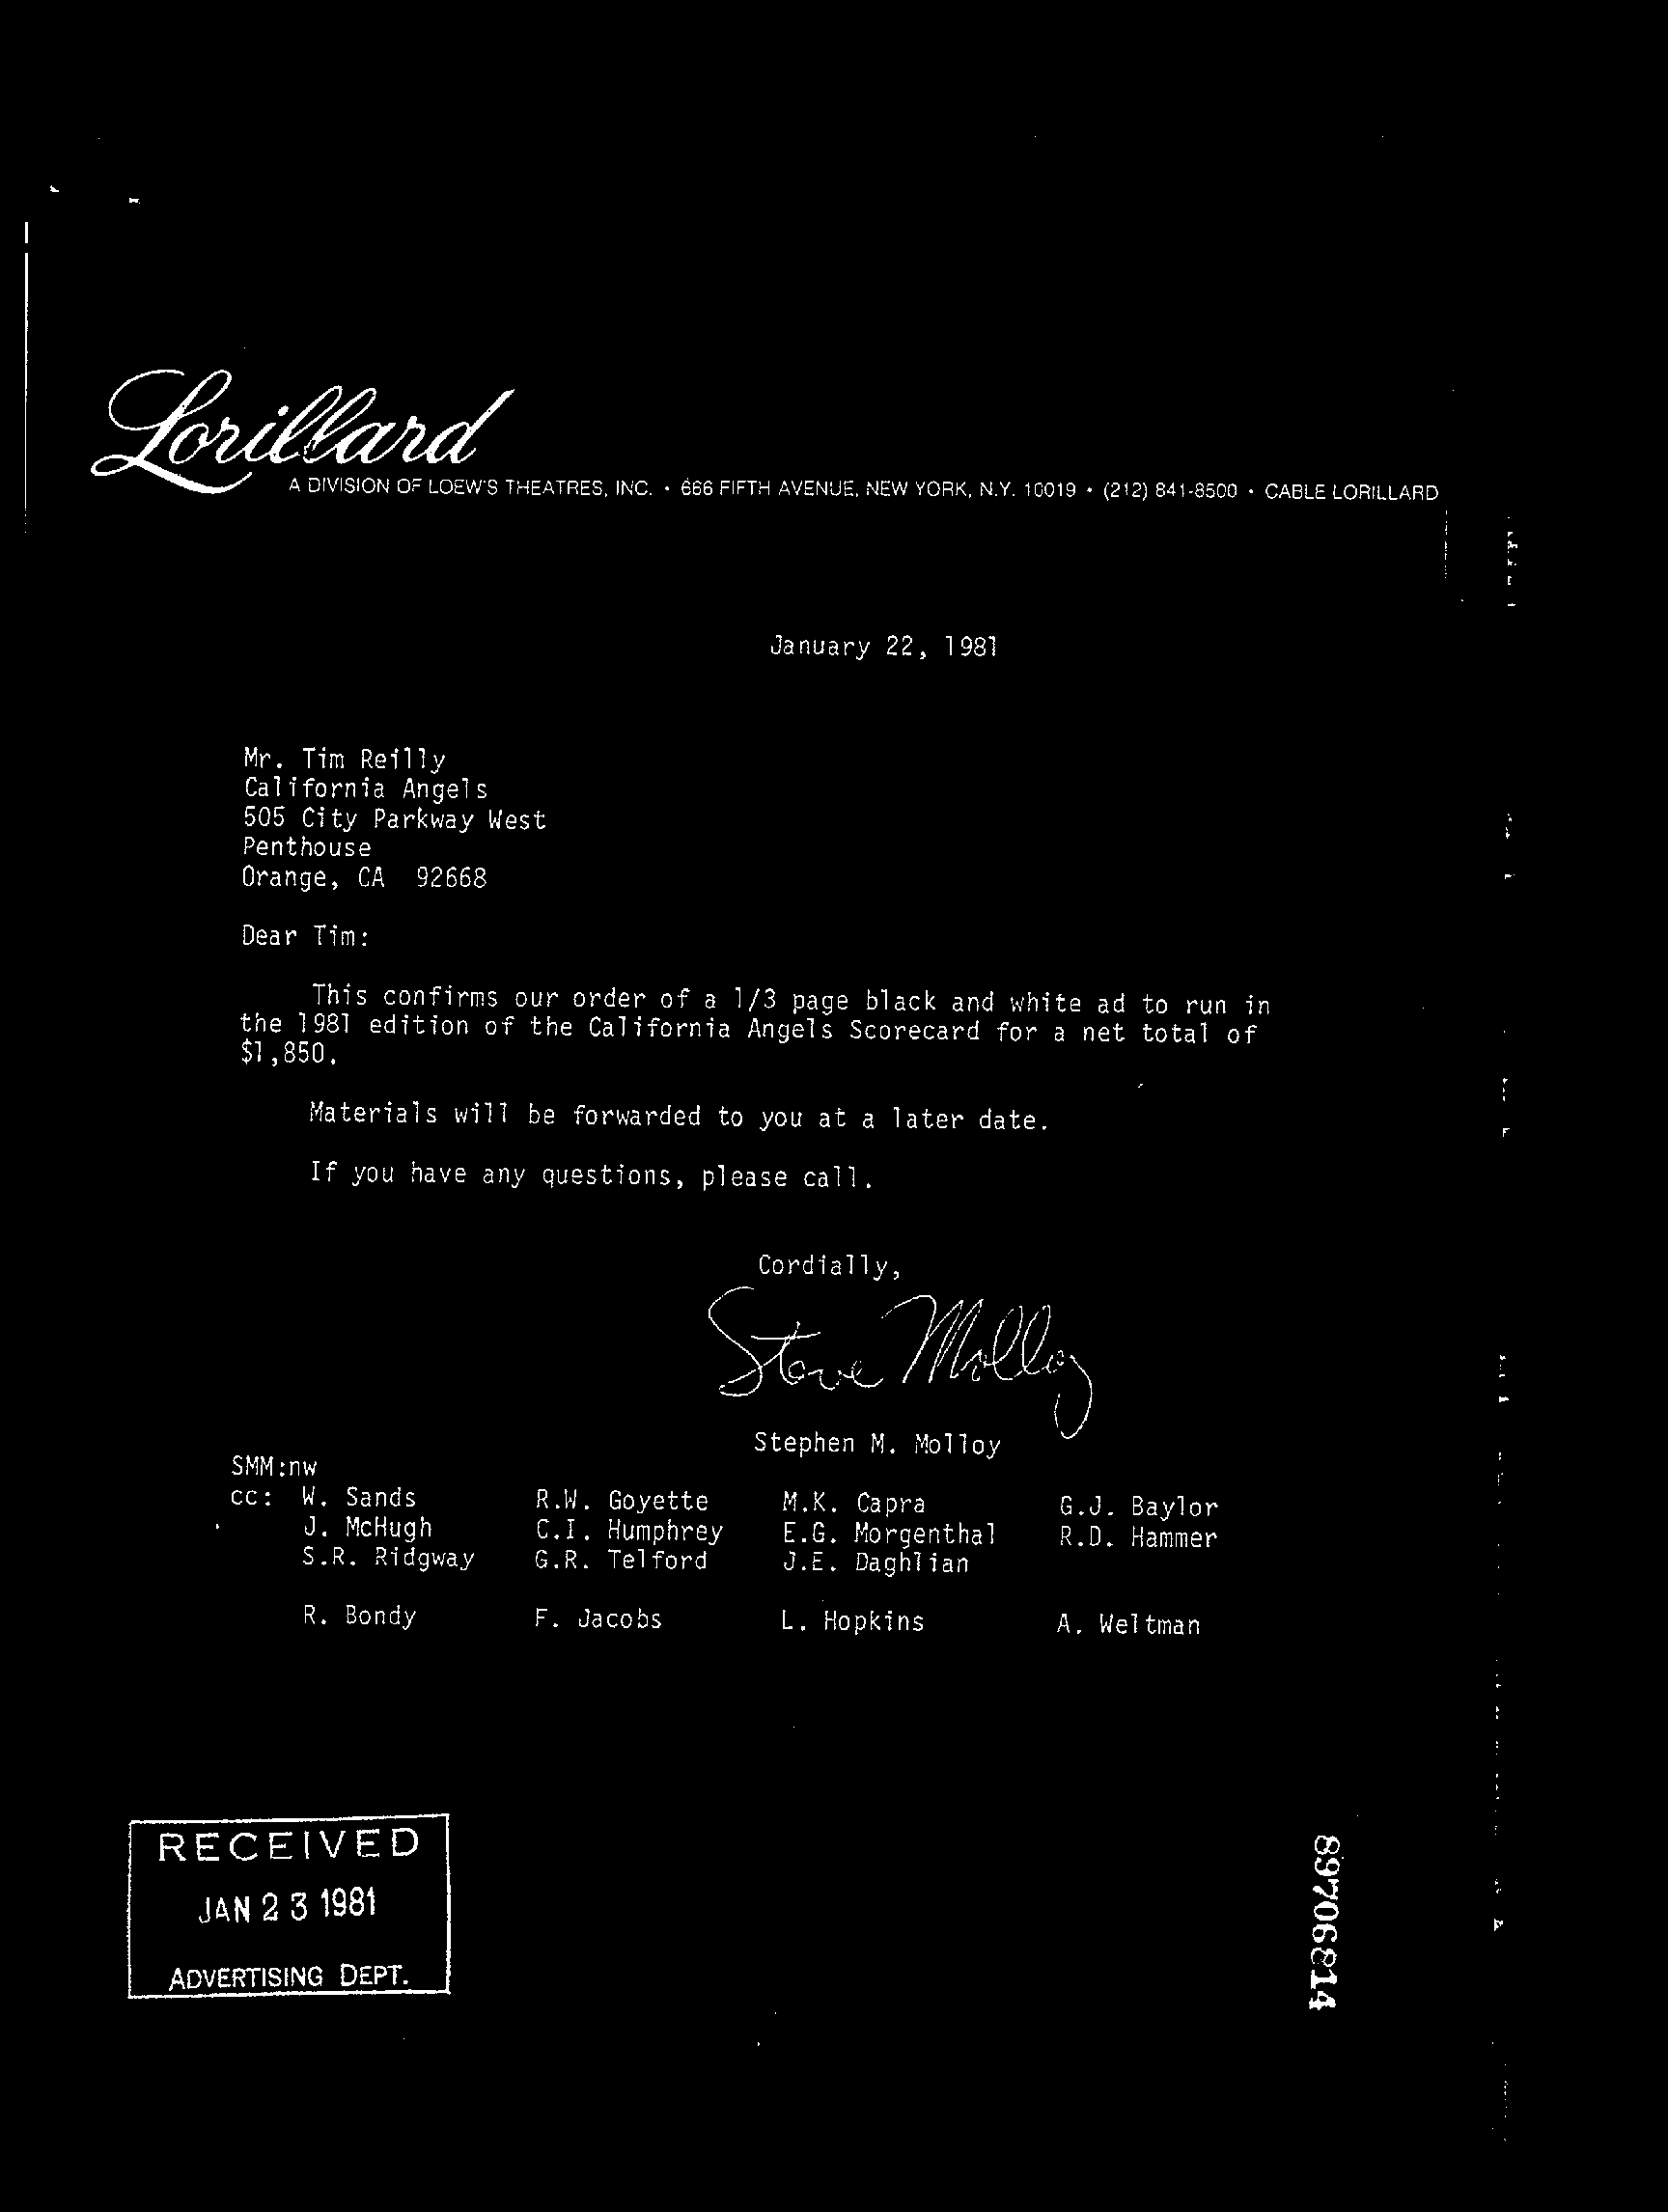 Lorillard
A DIVISION OF LOEW'S THEATRES, INC. • 666 FIFTH AVENUE, NEW YORK, N.Y. 10019 • (212) 841-8500 • CABLE LORILLARD
January 22, 1981
Mr. Tim Reilly
California Angels
505 City Parkway West
Penthouse
Orange, CA 92668
Dear Tim:
This confirms our order of a 1/3 page black and white ad to run in
the 1981 edition of the California Angels Scorecard for a net total of
$1,850.
Materials will be forwarded to you at a later date.
If you have any questions, please call.
Cordially,
Steve Molloy
Stephen M. Molloy
SMM:nw
cc: W. Sands R.W. Goyette M.K. Capra G.J. Baylor
J. McHugh C.I. Humphrey E.G. Morgenthal R.D. Hammer
S.R. Ridgway G.R. Telford J.E. Daghlian
R. Bondy F. Jacobs L. Hopkins A. Weltman
RECEIVED
JAN 23 1981
ADVERTISING DEPT.
89706814